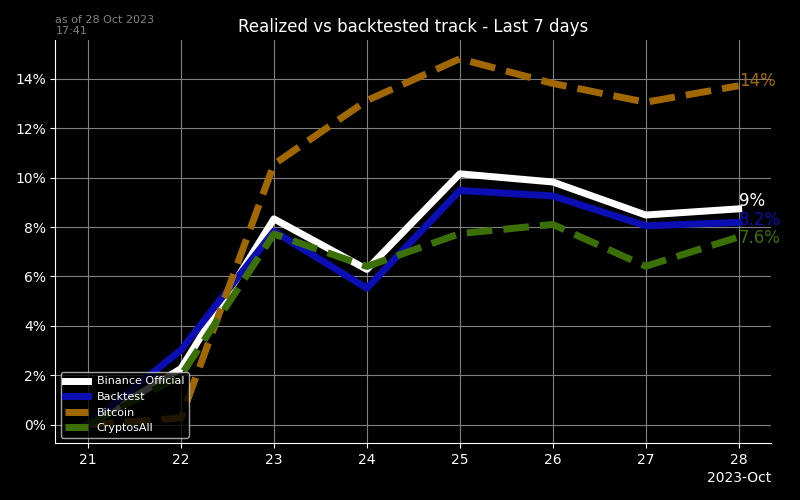 as of 28 Oct 2023
17:41
Realized vs backtested track - Last 7 days
14%
12%
10%
8%
6%
4%
2%
0%
14%
9%
8.2%
7.6%
Binance Official
Backtest
Bitcoin
CryptosAll
21 22 23 24 25 26 27 28
2023-Oct